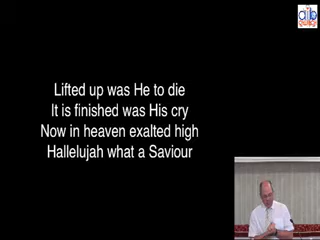 Lifted up was He to die
It is finished was His cry
Now in heaven exalted high
Hallelujah what a Saviour